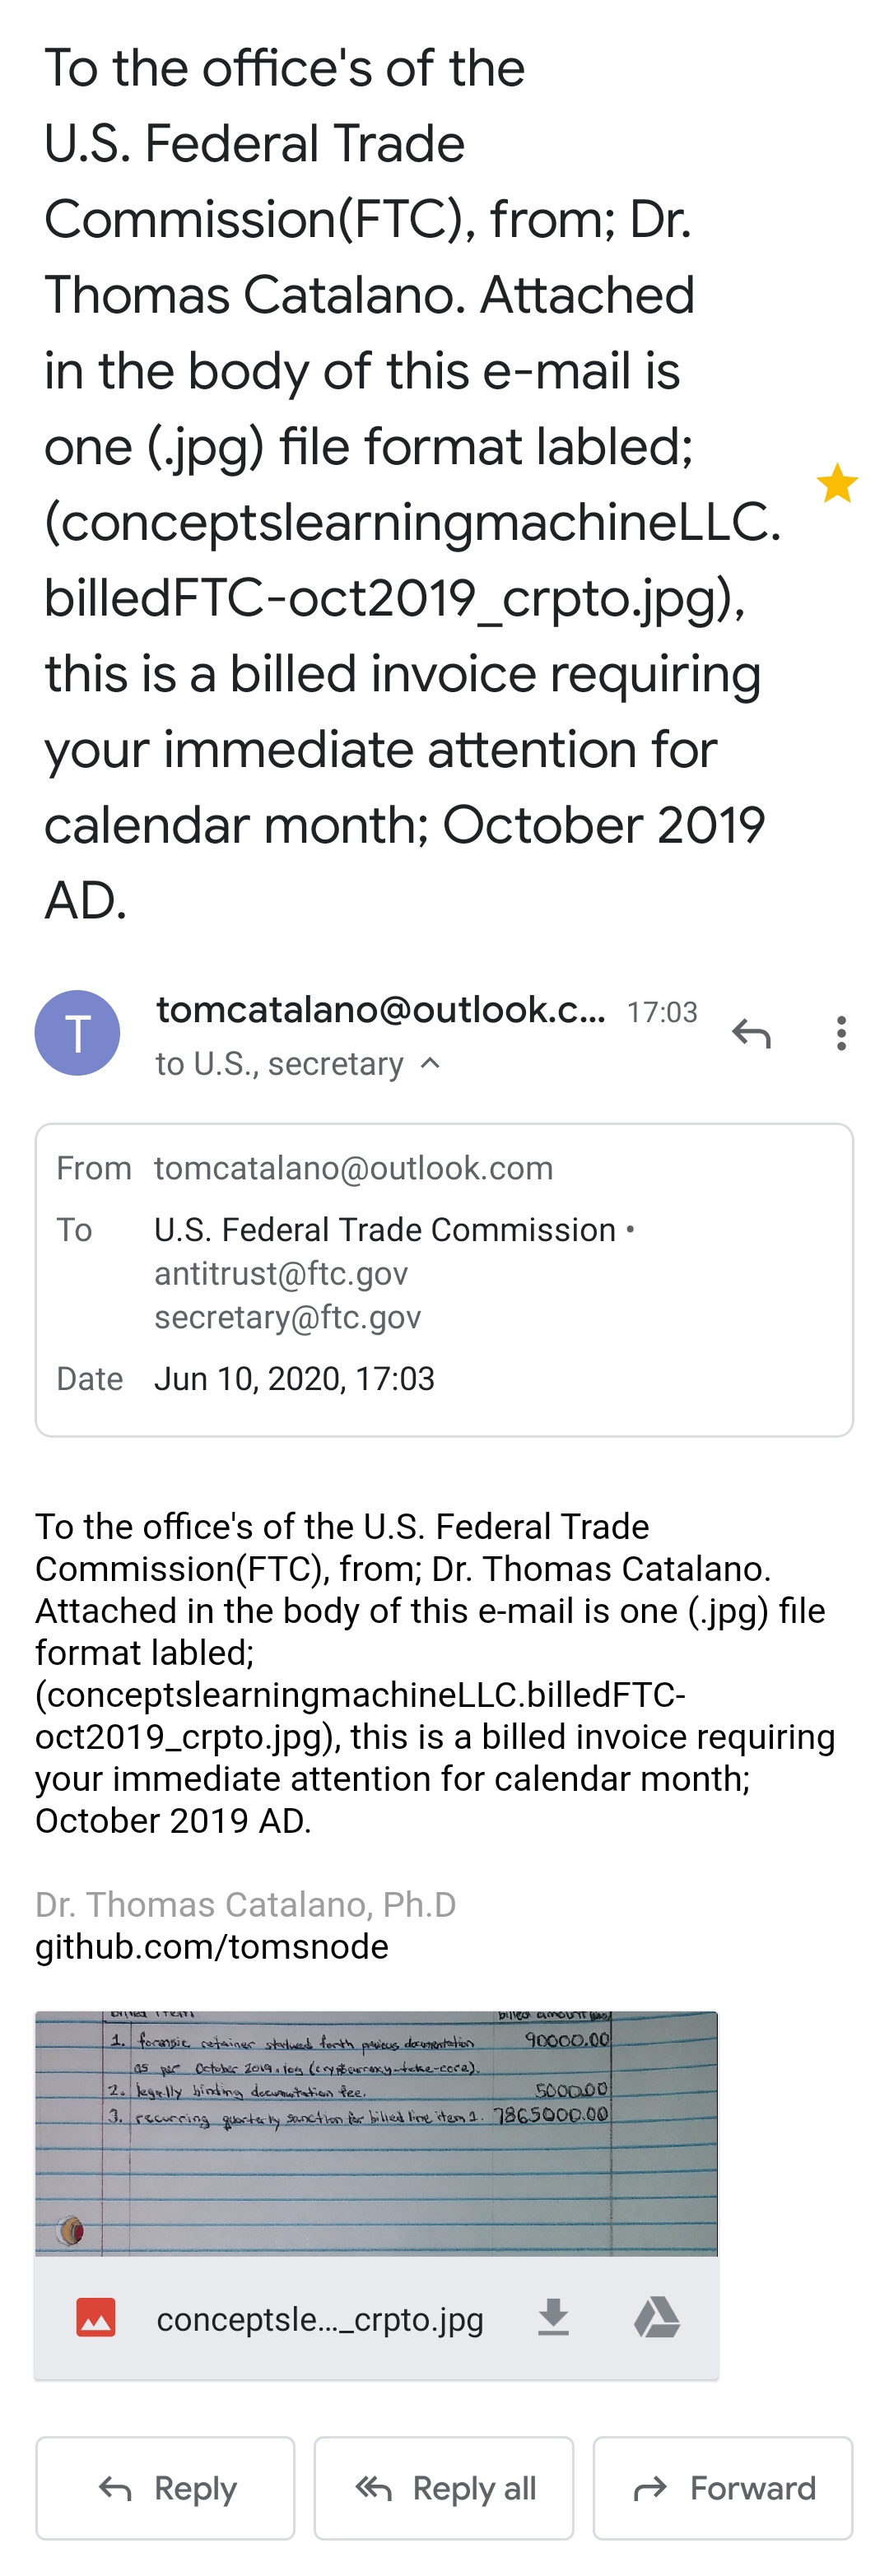 To the office's of the
U.S. Federal Trade
Commission(FTC), from; Dr.
Thomas Catalano. Attached
in the body of this e-mail is
one (.jpg) file format labled;
(conceptslearningmachineLLC.
billedFTC-oct2019_crpto.jpg),
this is a billed invoice requiring
your immediate attention for
calendar month; October 2019
AD.
T
tomcatalano@outlook.c... 17:03
to U.S., secretary
From tomcatalano@outlook.com
To U.S. Federal Trade Commission •
antitrust@ftc.gov
secretary@ftc.gov
Date Jun 10, 2020, 17:03
To the office's of the U.S. Federal Trade
Commission(FTC), from; Dr. Thomas Catalano.
Attached in the body of this e-mail is one (.jpg) file
format labled;
(conceptslearningmachineLLC.billedFTC-
oct2019_crpto.jpg), this is a billed invoice requiring
your immediate attention for calendar month;
October 2019 AD.
Dr. Thomas Catalano, Ph.D
github.com/tomsnode
billed item billed amount
1. forensic retainer forth documentation 90000.00
as per October 2019.log
2. legally binding documentation fee. 5000.00
3. recurring quarterly sanction for billed line item 1. 7865000.00
conceptsle..._crpto.jpg
Reply
Reply all
Forward